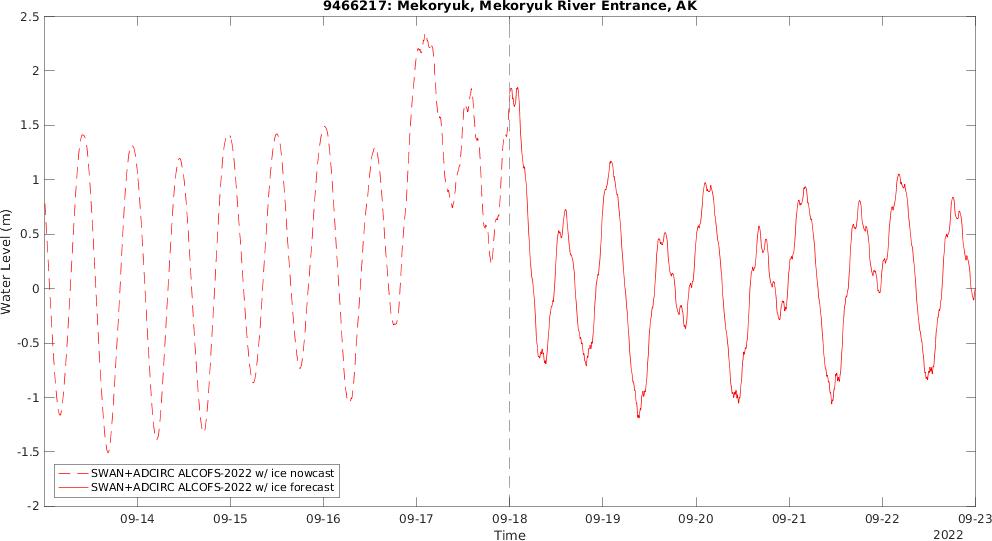 9466217: Mekoryuk, Mekoryuk River Entrance, AK
2.5
2
1.5
1
0.5
0
-0.5
-1
-1.5
-2
Water Level (m)
SWAN+ADCIRC ALCOFS-2022 w/ ice nowcast
SWAN+ADCIRC ALCOFS-2022 w/ ice forecast
09-14 09-15 09-16 09-17 09-18 09-19 09-20 09-21 09-22 09-23
Time
2022